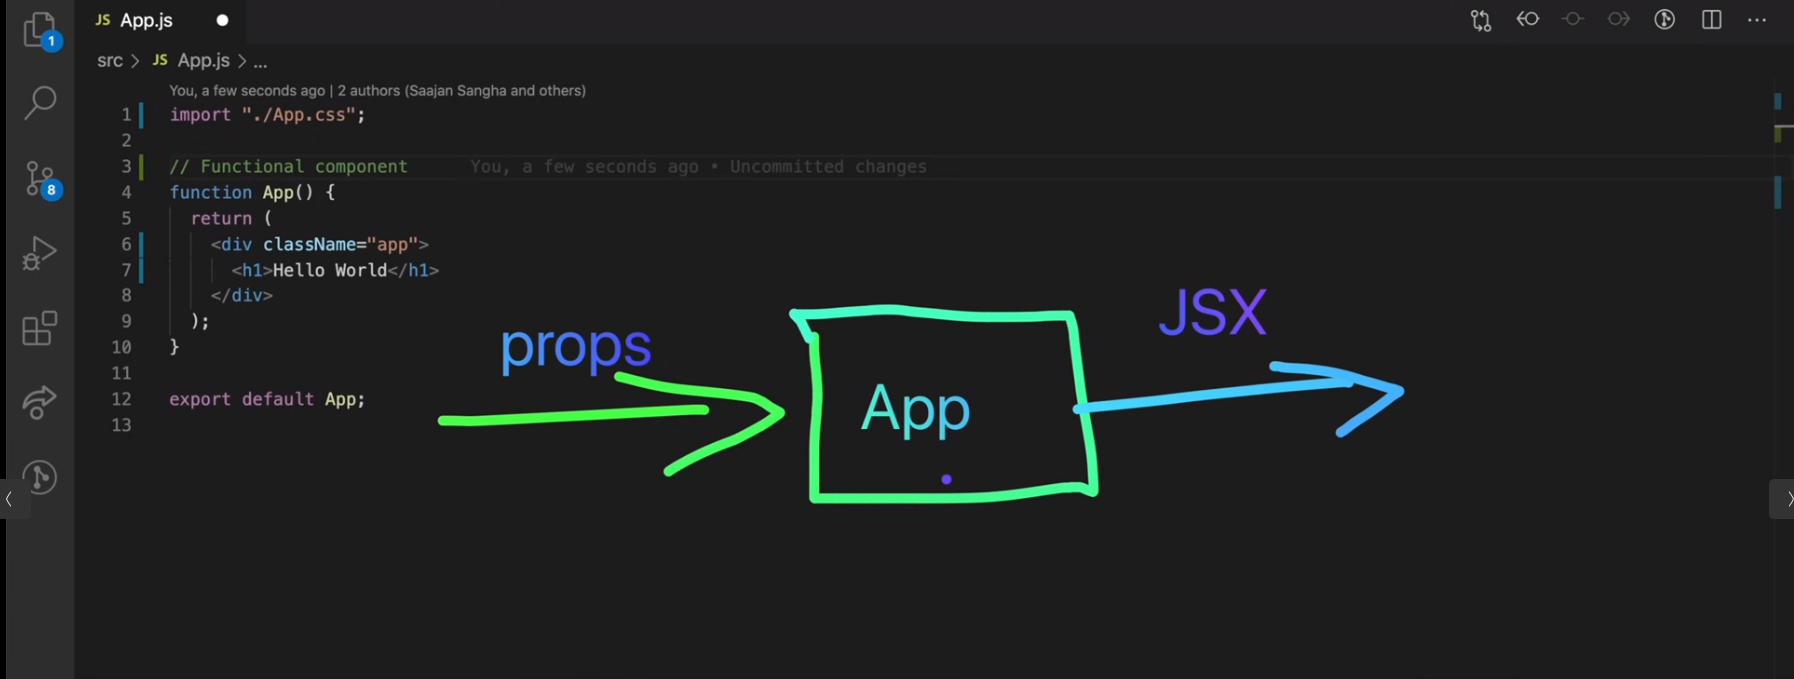 JS App.js
src > JS App.js > ...
You, a few seconds ago | 2 authors (Saajan Sangha and others)
1 import "./App.css";
2
3 // Functional component You, a few seconds ago • Uncommitted changes
4 function App() {
5 return (
6 <div className="app">
7 <h1>Hello World</h1>
8 </div>
9 );
10 }
11
12 export default App;
13
1
8
props
App
JSX